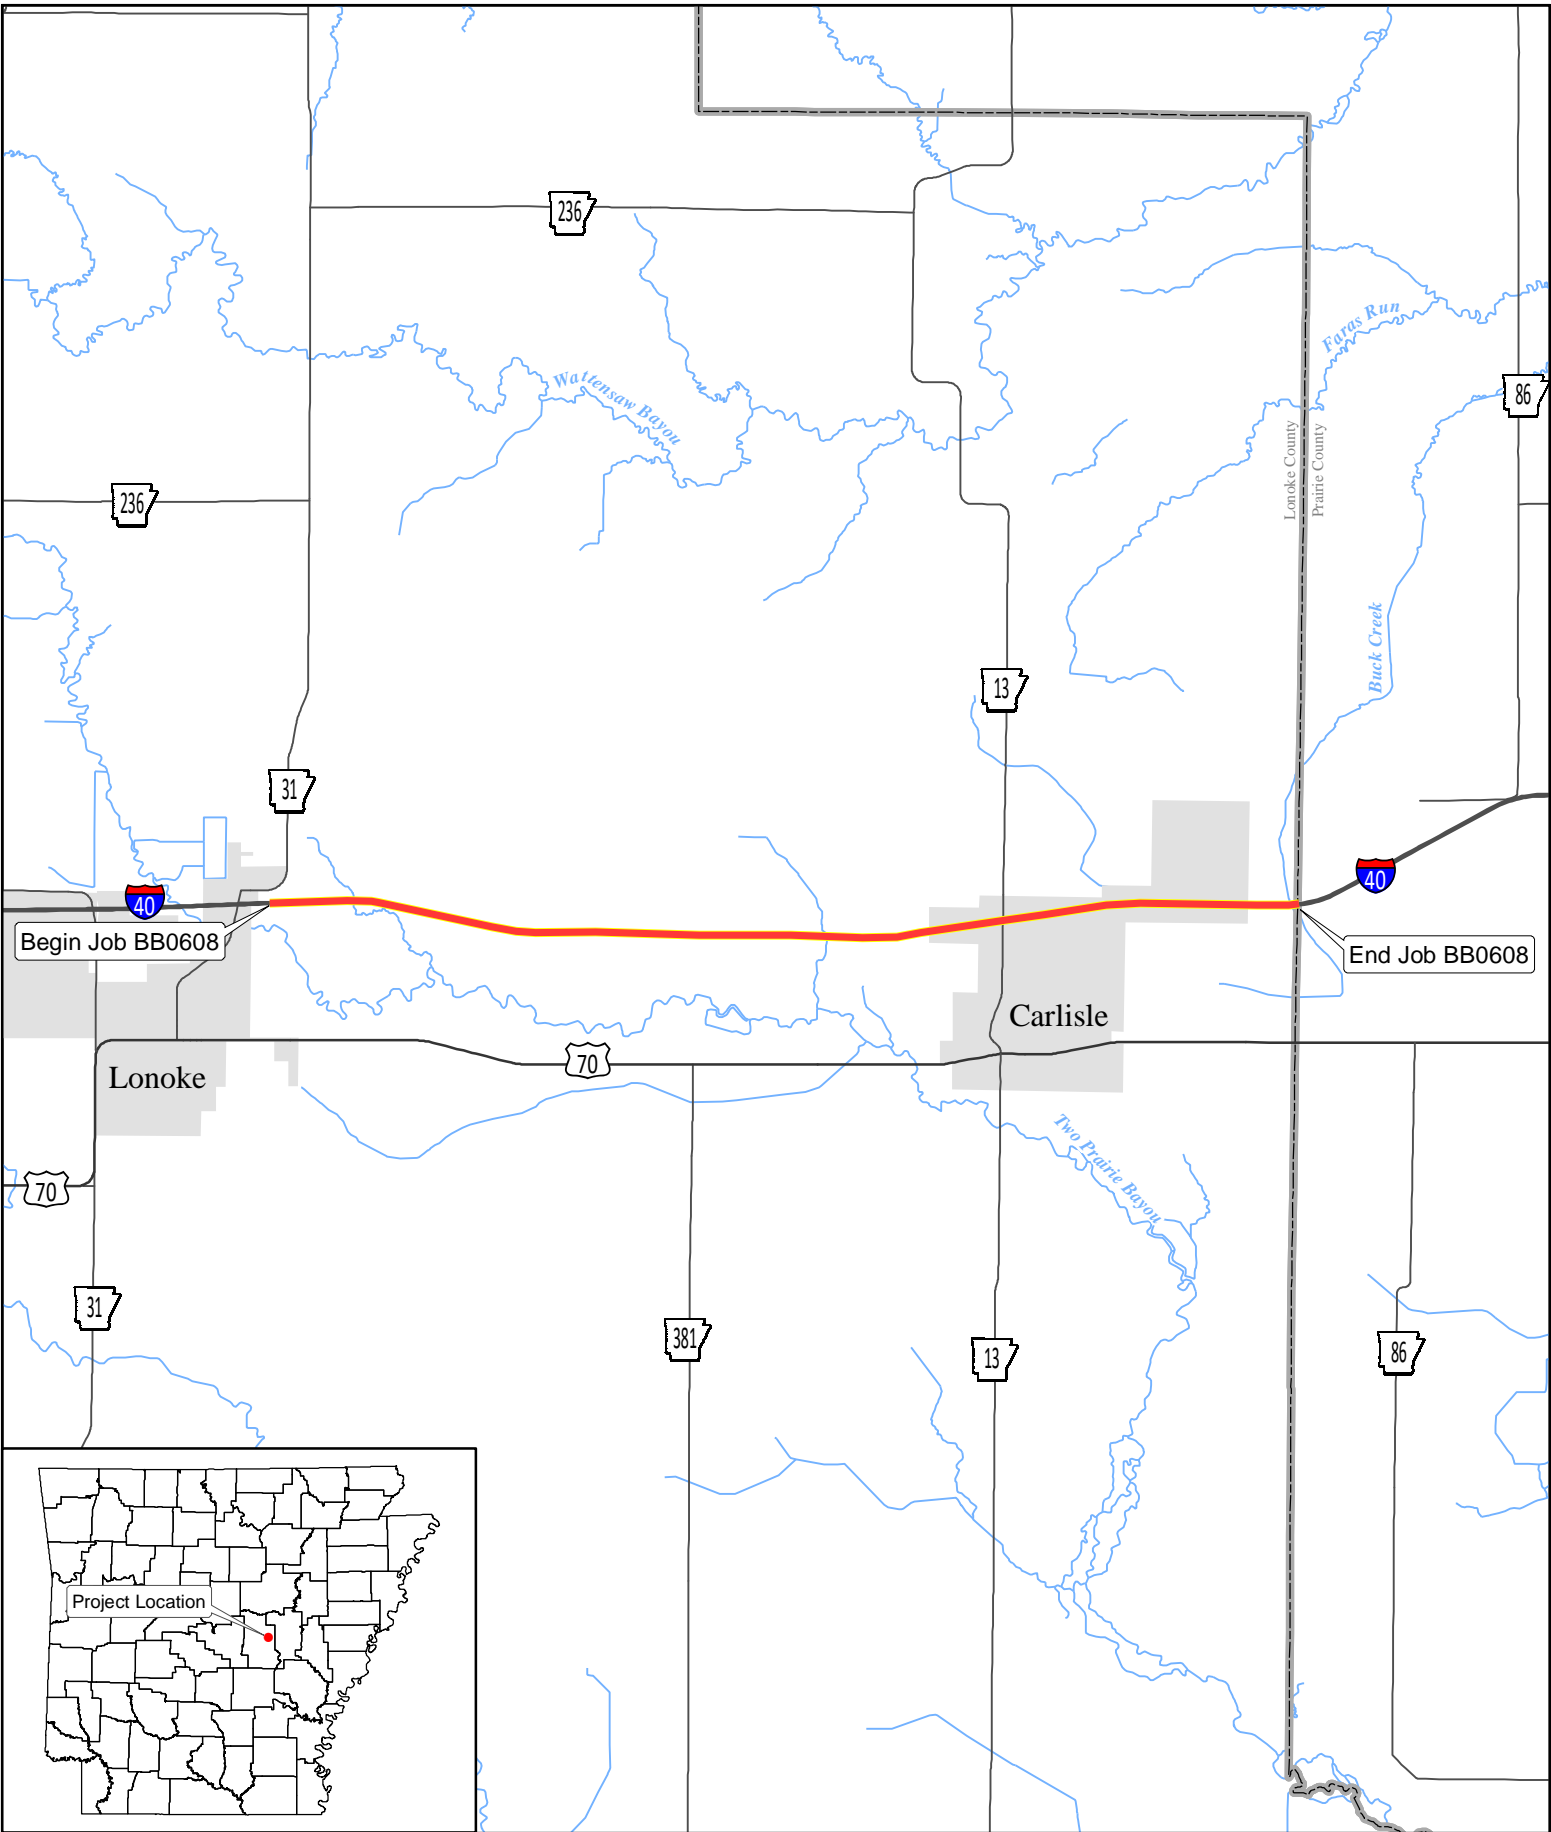 236
Faras Run
Wattensaw Bayou
86
Lonoke County
Prairie County
236
Buck Creek
13
31
40
40
Begin Job BB0608
End Job BB0608
Carlisle
70
Lonoke
Two Prairie Bayou
70
31
381
13
86
Project Location